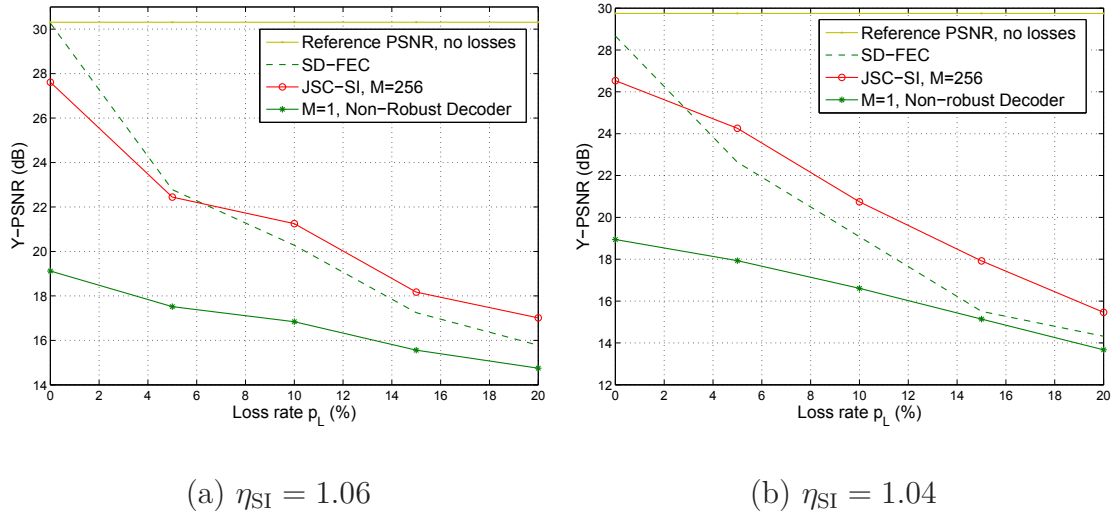 30
28
26
24
22
20
18
16
14
0 2 4 6 8 10 12 14 16 18 20
Y−PSNR (dB)
Loss rate p_L (%)
Reference PSNR, no losses
SD−FEC
JSC−SI, M=256
M=1, Non−Robust Decoder
(a) η_SI = 1.06
30
28
26
24
22
20
18
16
14
12
0 2 4 6 8 10 12 14 16 18 20
Y−PSNR (dB)
Loss rate p_L (%)
Reference PSNR, no losses
SD−FEC
JSC−SI, M=256
M=1, Non−robust Decoder
(b) η_SI = 1.04